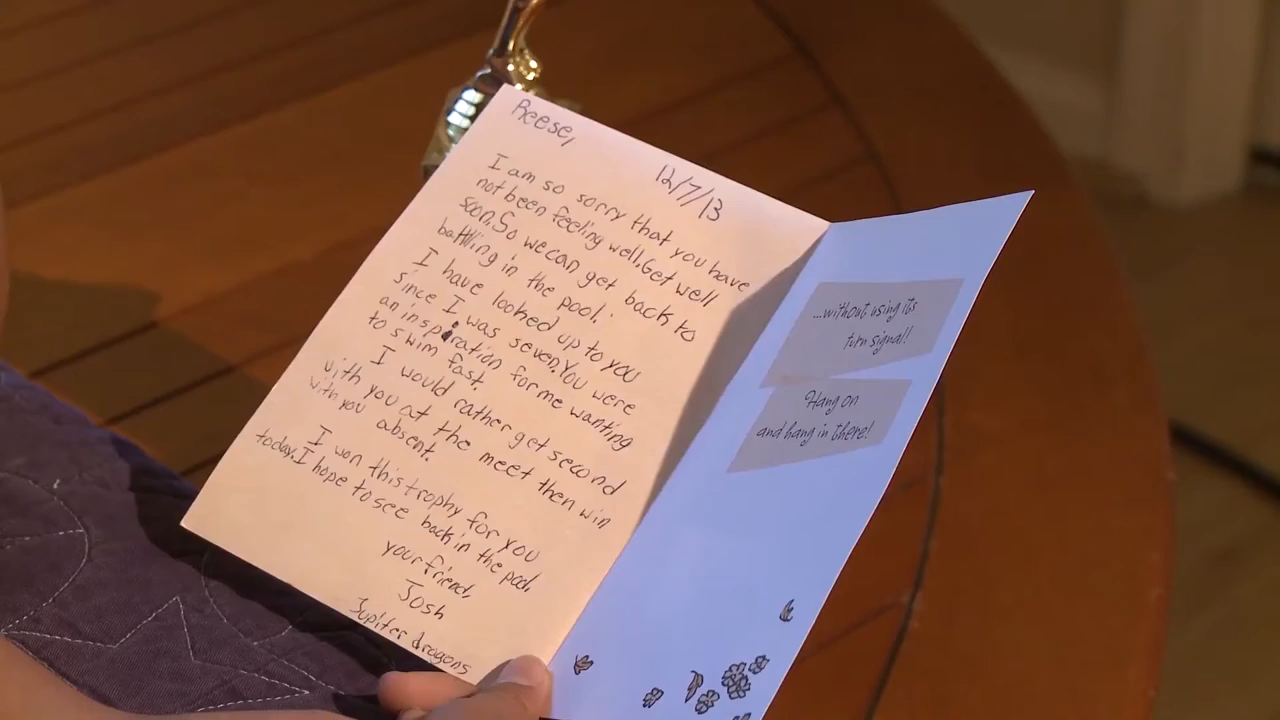 Reese,
12/7/13
I am so sorry that you have
not been feeling well. Get well
soon. So we can get back to
battling in the pool.
I have looked up to you
since I was seven. You were
an inspiration for me wanting
to swim fast.
I would rather get second
with you at the meet then win
with you absent.
I won this trophy for you
today. I hope to see back in the pool.
your friend,
Josh
Jupiter dragons
...without using its
turn signal!
Hang on
and hang in there!